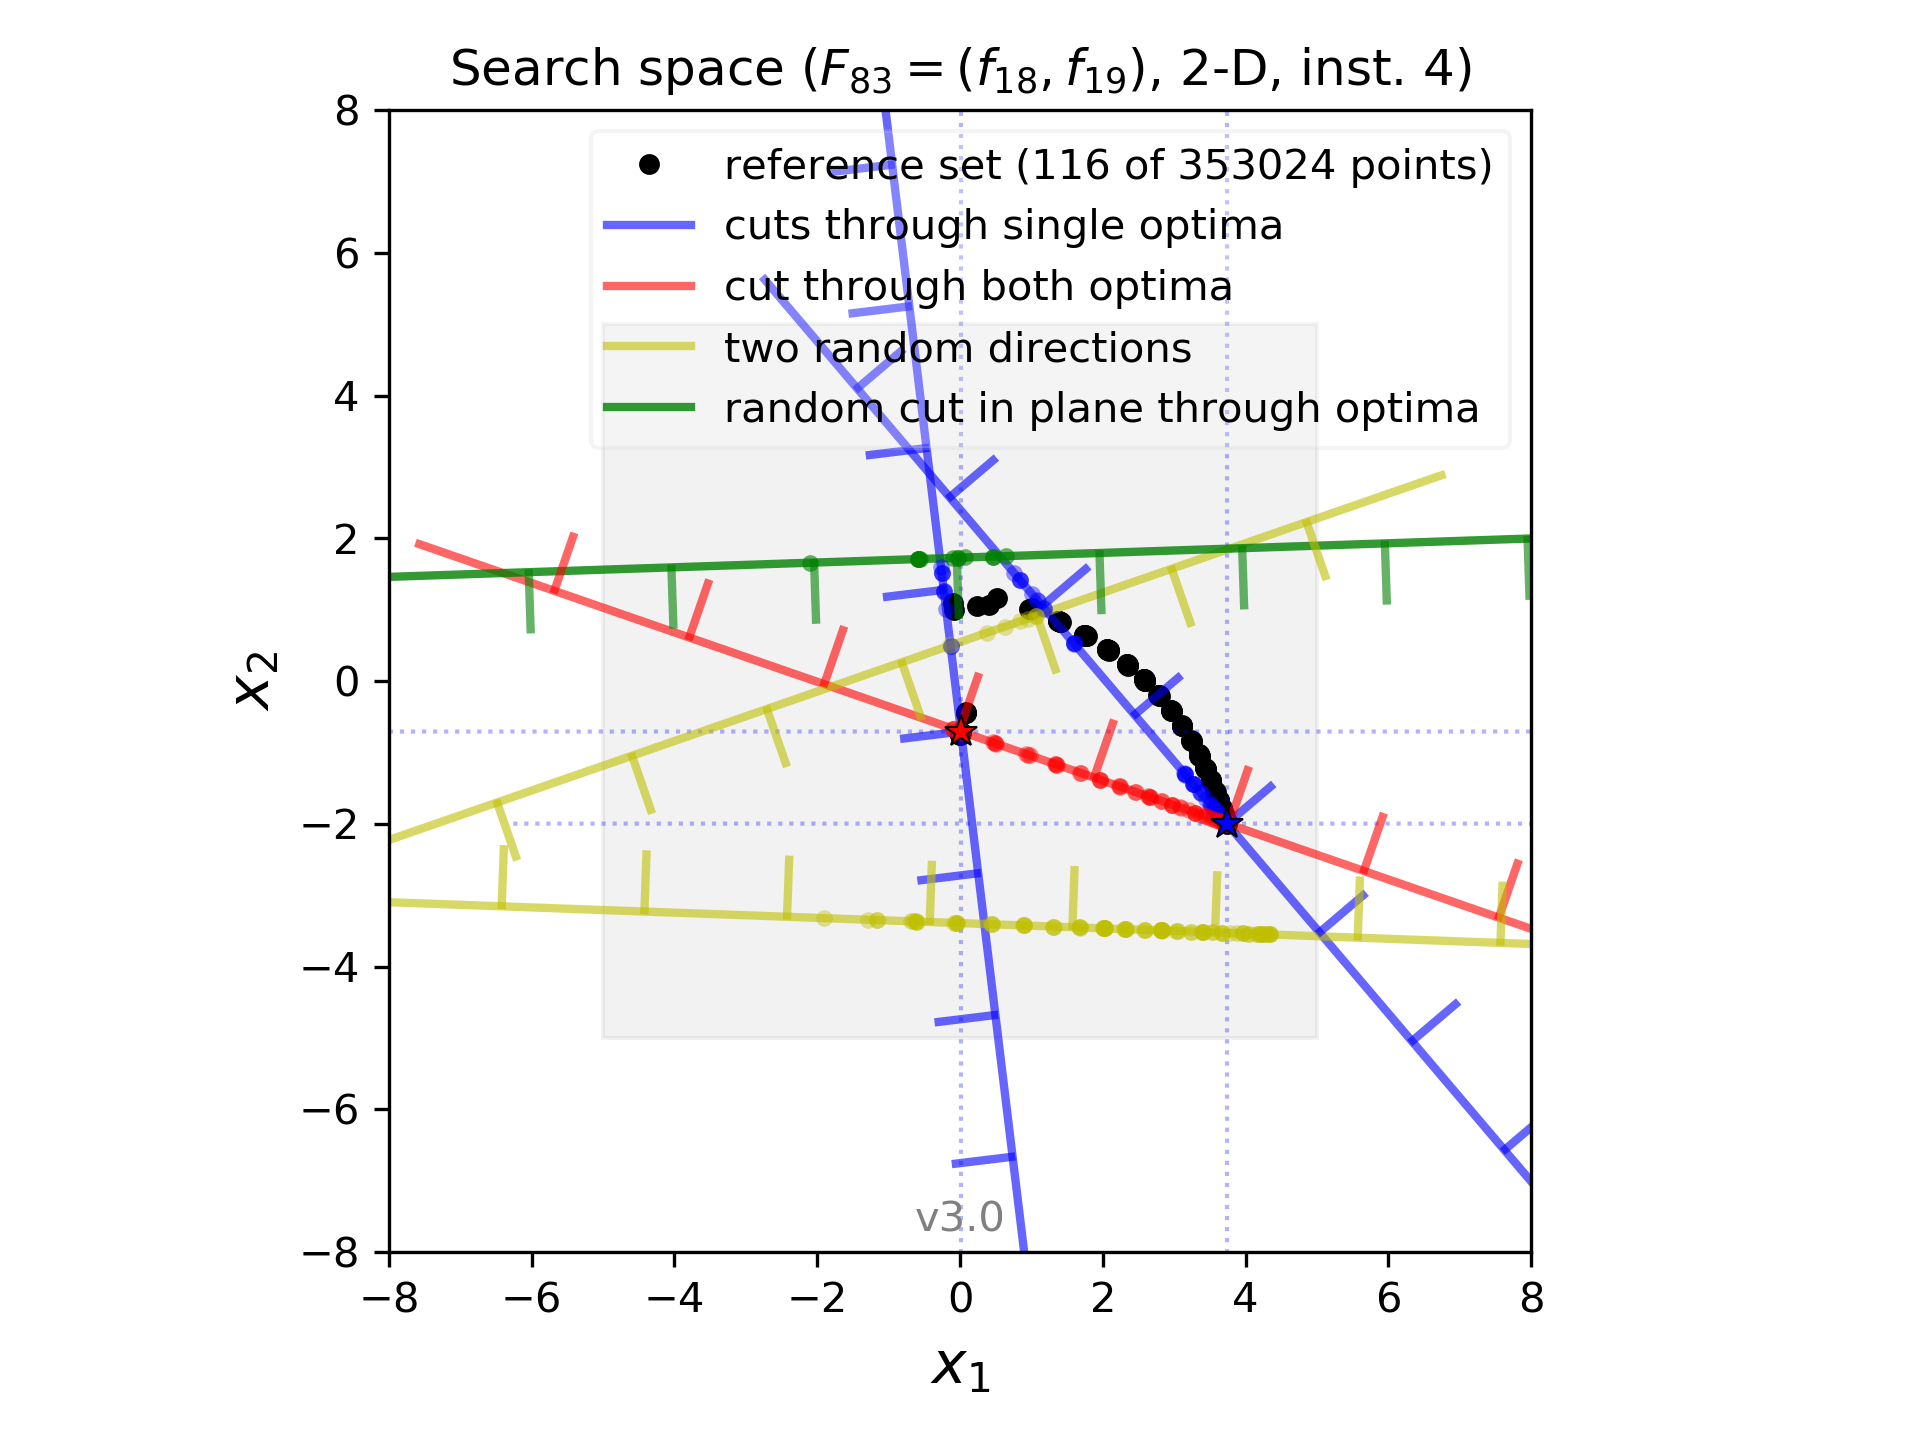 Search space (F₈₃ = (f₁₈, f₁₉), 2-D, inst. 4)
reference set (116 of 353024 points)
cuts through single optima
cut through both optima
two random directions
random cut in plane through optima
8
6
4
2
0
−2
−4
−6
−8
x₂
v3.0
−8 −6 −4 −2 0 2 4 6 8
x₁